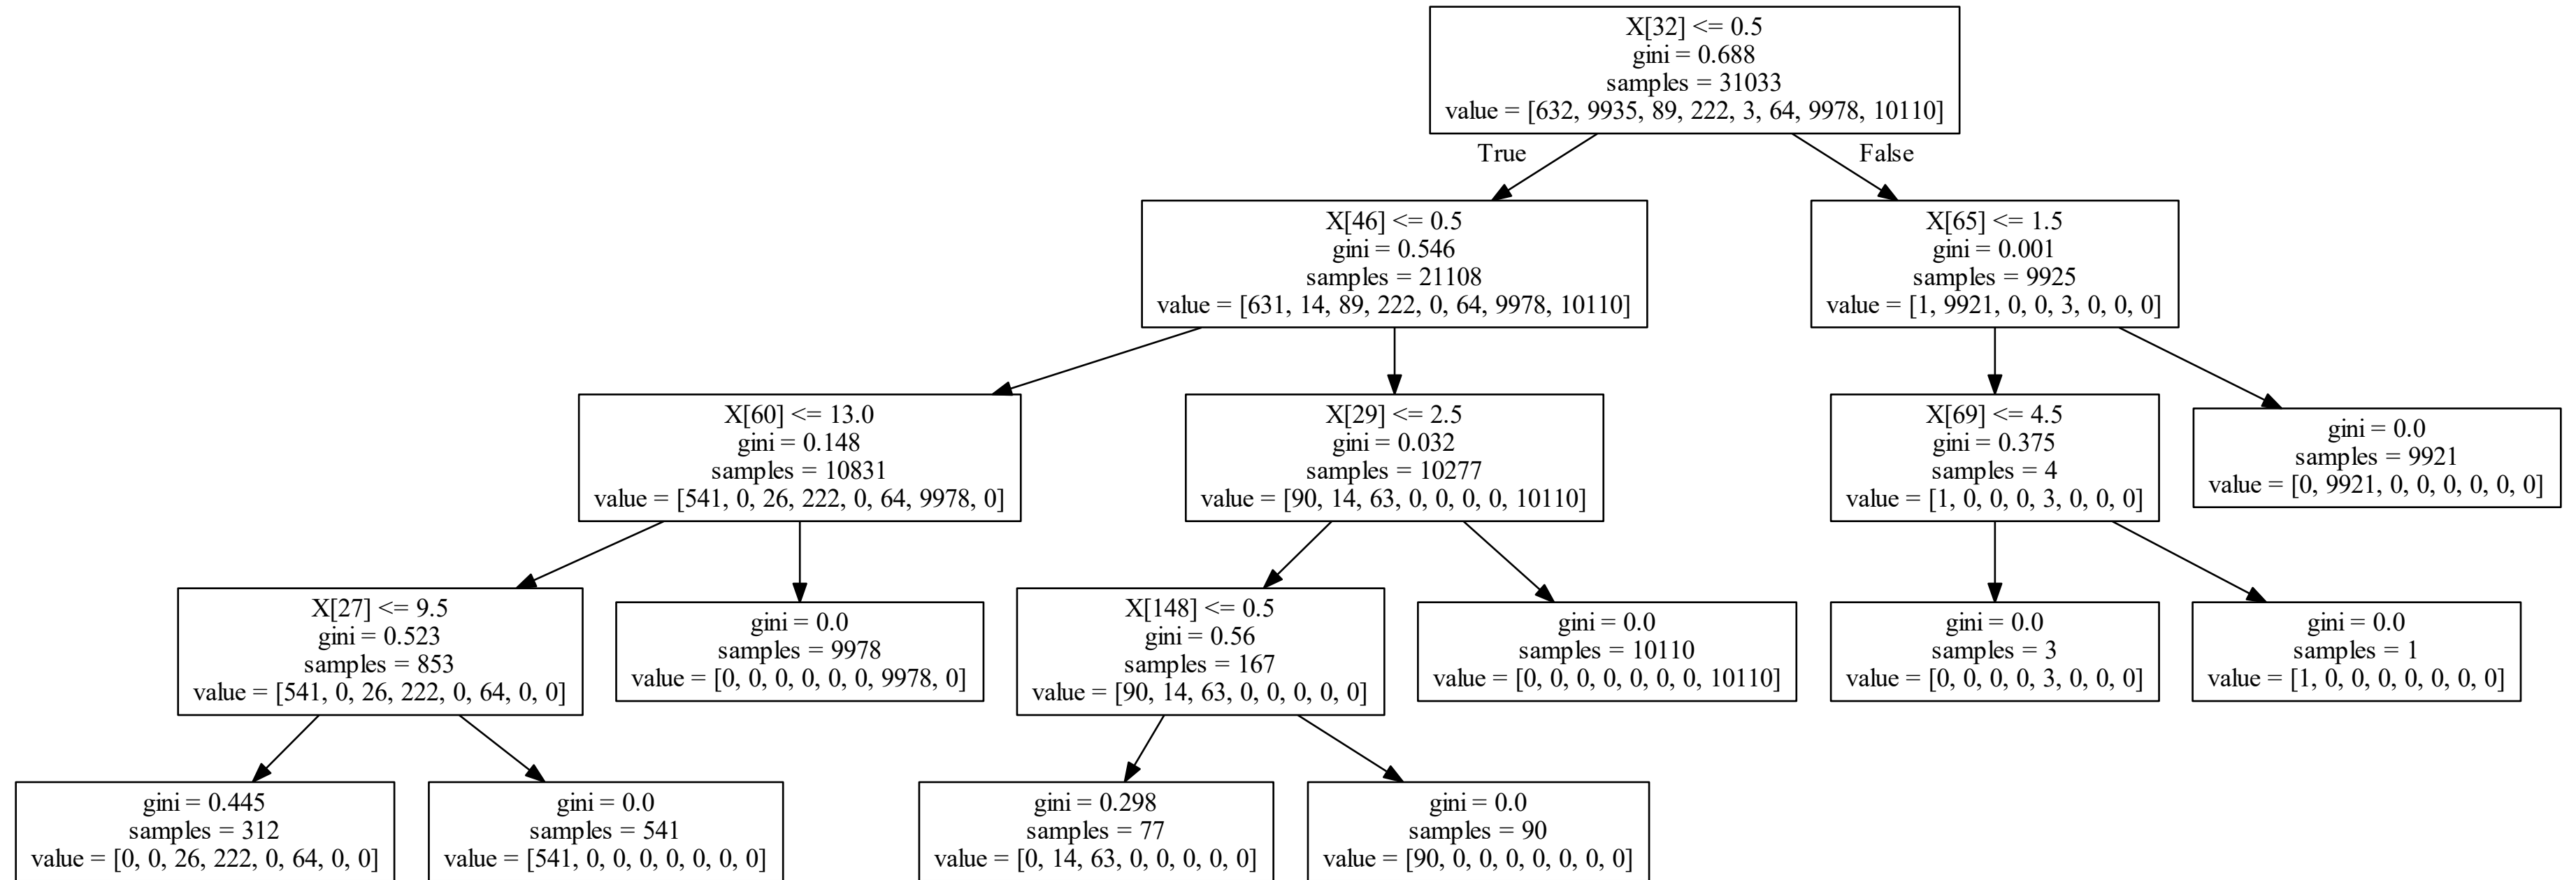 X[32] <= 0.5
gini = 0.688
samples = 31033
value = [632, 9935, 89, 222, 3, 64, 9978, 10110]
True
False
X[46] <= 0.5
gini = 0.546
samples = 21108
value = [631, 14, 89, 222, 0, 64, 9978, 10110]
X[65] <= 1.5
gini = 0.001
samples = 9925
value = [1, 9921, 0, 0, 3, 0, 0, 0]
X[60] <= 13.0
gini = 0.148
samples = 10831
value = [541, 0, 26, 222, 0, 64, 9978, 0]
X[29] <= 2.5
gini = 0.032
samples = 10277
value = [90, 14, 63, 0, 0, 0, 0, 10110]
X[69] <= 4.5
gini = 0.375
samples = 4
value = [1, 0, 0, 0, 3, 0, 0, 0]
gini = 0.0
samples = 9921
value = [0, 9921, 0, 0, 0, 0, 0, 0]
X[27] <= 9.5
gini = 0.523
samples = 853
value = [541, 0, 26, 222, 0, 64, 0, 0]
gini = 0.0
samples = 9978
value = [0, 0, 0, 0, 0, 0, 9978, 0]
X[148] <= 0.5
gini = 0.56
samples = 167
value = [90, 14, 63, 0, 0, 0, 0, 0]
gini = 0.0
samples = 10110
value = [0, 0, 0, 0, 0, 0, 0, 10110]
gini = 0.0
samples = 3
value = [0, 0, 0, 0, 3, 0, 0, 0]
gini = 0.0
samples = 1
value = [1, 0, 0, 0, 0, 0, 0, 0]
gini = 0.445
samples = 312
value = [0, 0, 26, 222, 0, 64, 0, 0]
gini = 0.0
samples = 541
value = [541, 0, 0, 0, 0, 0, 0, 0]
gini = 0.298
samples = 77
value = [0, 14, 63, 0, 0, 0, 0, 0]
gini = 0.0
samples = 90
value = [90, 0, 0, 0, 0, 0, 0, 0]